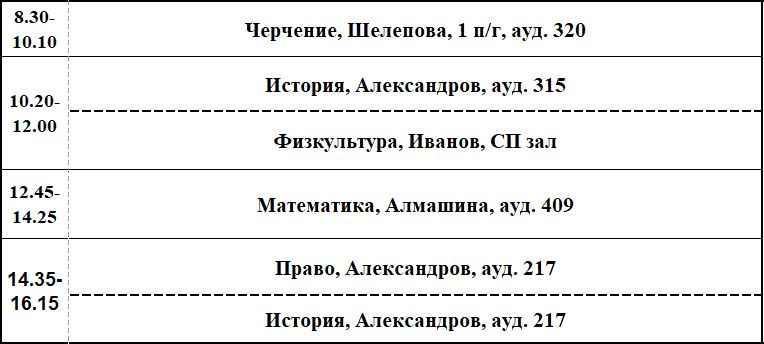 8.30-
10.10
Черчение, Шелепова, 1 п/г, ауд. 320
10.20-
12.00
История, Александров, ауд. 315
Физкультура, Иванов, СП зал
12.45-
14.25
Математика, Алмашина, ауд. 409
14.35-
16.15
Право, Александров, ауд. 217
История, Александров, ауд. 217